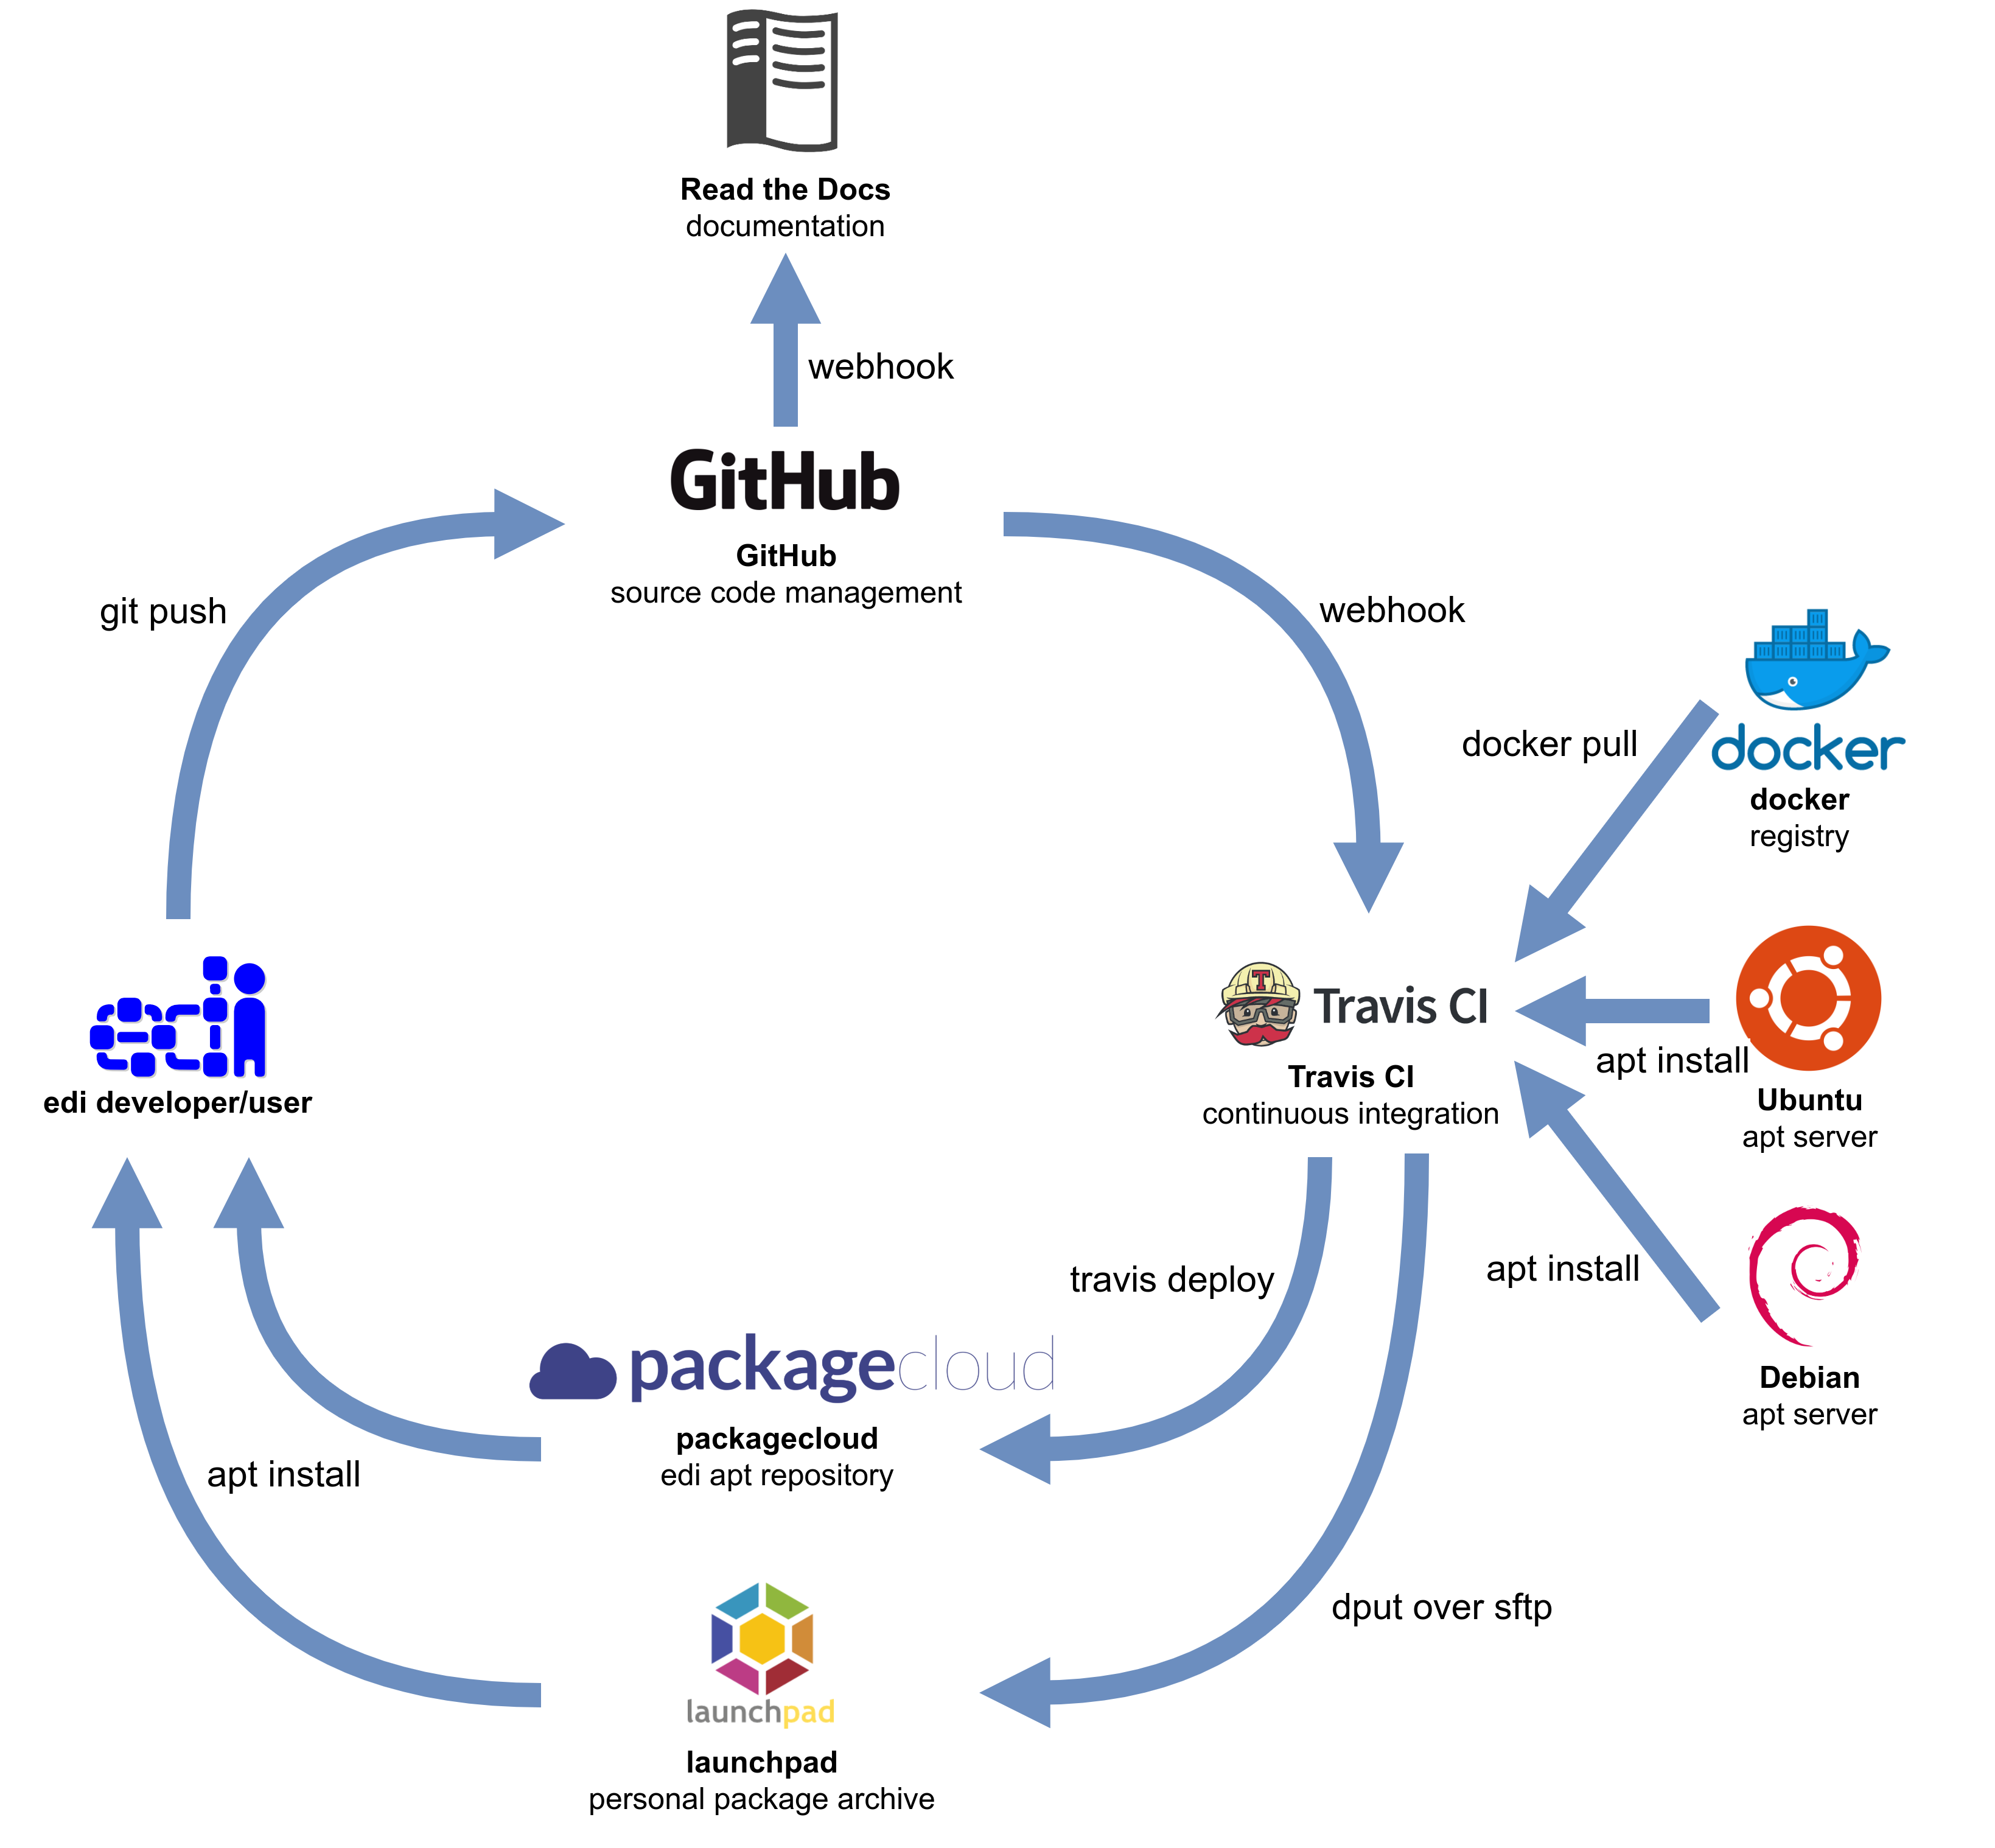 Read the Docs
documentation
webhook
GitHub
GitHub
source code management
git push
webhook
docker pull
docker
docker
registry
edi
edi developer/user
T
Travis CI
Travis CI
continuous integration
apt install
Ubuntu
apt server
travis deploy
apt install
Debian
apt server
packagecloud
packagecloud
edi apt repository
apt install
dput over sftp
launchpad
launchpad
personal package archive